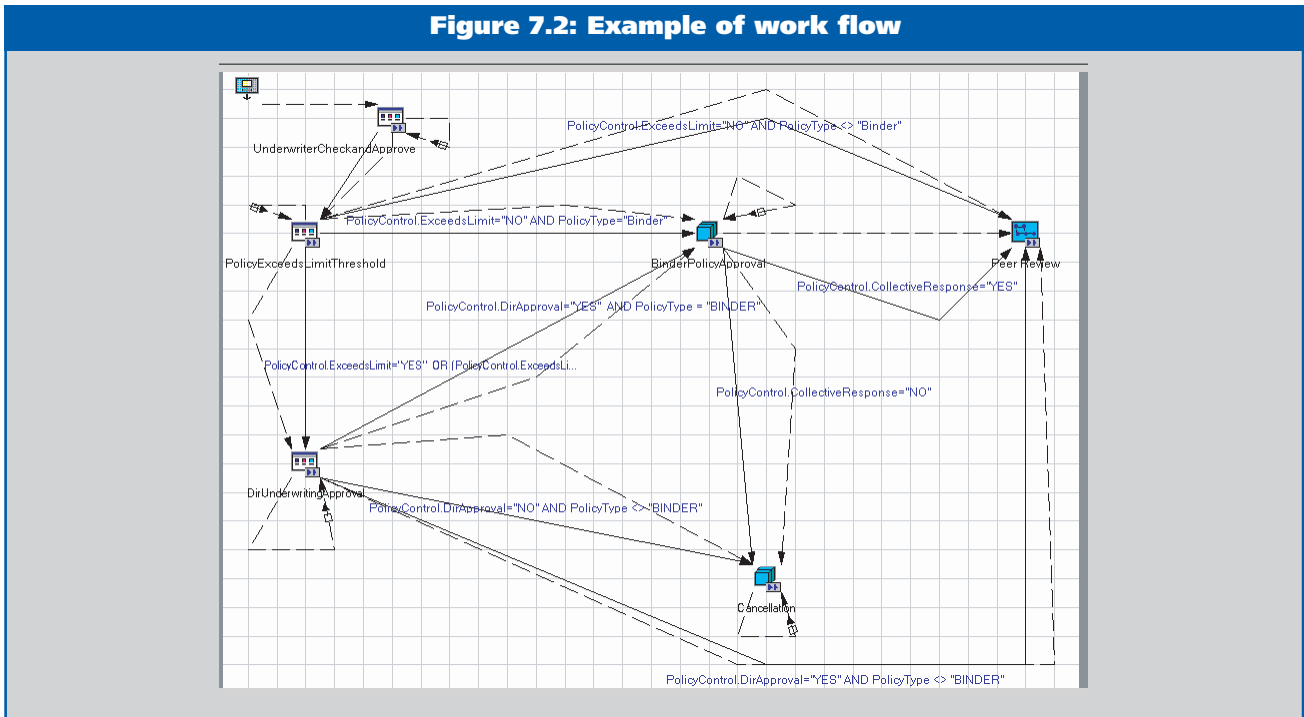 Figure 7.2: Example of work flow
PolicyControl.ExceedsLimit="NO" AND PolicyType <> "Binder"
UnderwriterCheckandApprove
PolicyControl.ExceedsLimit="NO" AND PolicyType="Binder"
PolicyExceedsLimitThreshold
BinderPolicyApproval
Peer Review
PolicyControl.CollectiveResponse="YES"
PolicyControl.DirApproval="YES" AND PolicyType = "BINDER"
PolicyControl.ExceedsLimit="YES" OR (PolicyControl.ExceedsLi...
PolicyControl.CollectiveResponse="NO"
DirUnderwritingApproval
PolicyControl.DirApproval="NO" AND PolicyType <> "BINDER"
Cancellation
PolicyControl.DirApproval="YES" AND PolicyType <> "BINDER"